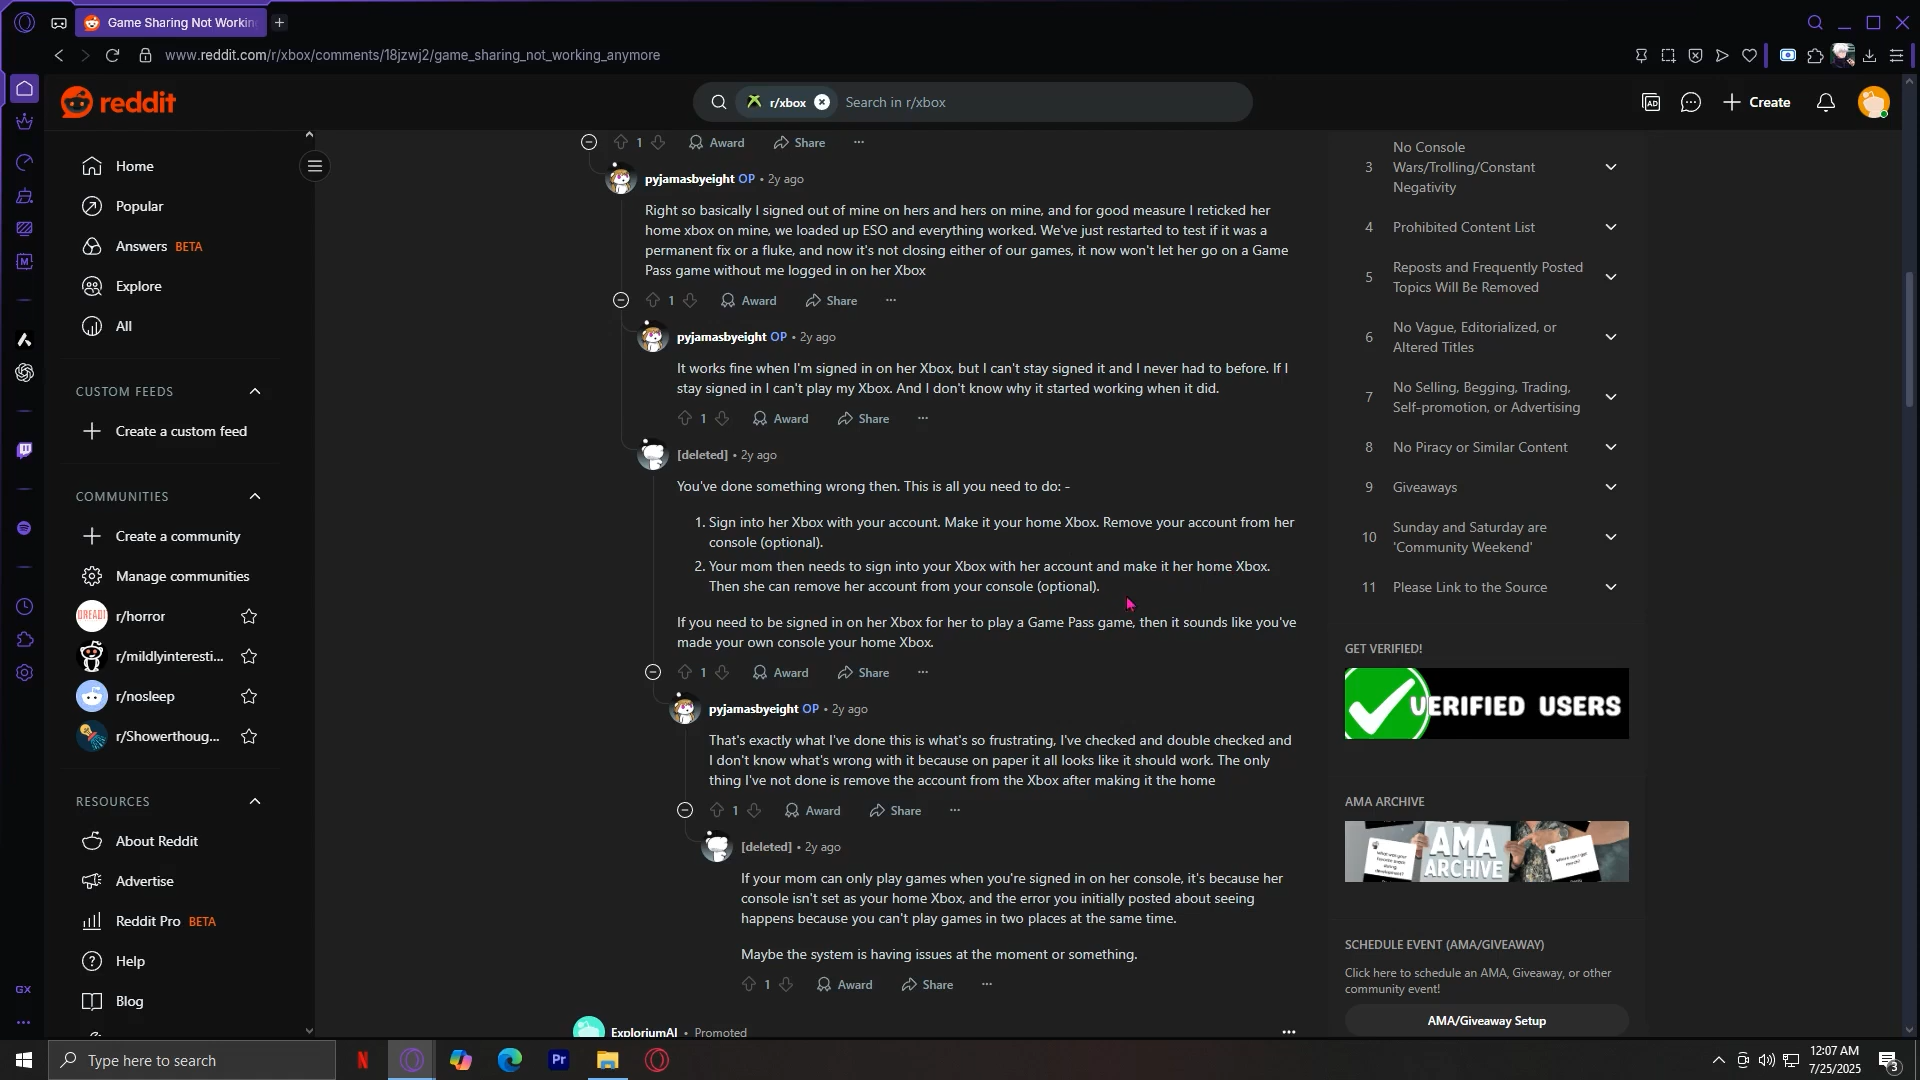 Game Sharing Not Workin
www.reddit.com/r/xbox/comments/18jzwj2/game_sharing_not_working_anymore
reddit
r/xbox
Search in r/xbox
Create
Home
Popular
Answers BETA
Explore
All
CUSTOM FEEDS
Create a custom feed
COMMUNITIES
Create a community
Manage communities
r/horror
r/mildlyinteresti...
r/nosleep
r/Showerthoug...
RESOURCES
About Reddit
Advertise
Reddit Pro BETA
Help
Blog
1 Award Share
pyjamasbyeight OP • 2y ago
Right so basically I signed out of mine on hers and hers on mine, and for good measure I reticked her
home xbox on mine, we loaded up ESO and everything worked. We've just restarted to test if it was a
permanent fix or a fluke, and now it's not closing either of our games, it now won't let her go on a Game
Pass game without me logged in on her Xbox
1 Award Share
pyjamasbyeight OP • 2y ago
It works fine when I'm signed in on her Xbox, but I can't stay signed it and I never had to before. If I
stay signed in I can't play my Xbox. And I don't know why it started working when it did.
1 Award Share
[deleted] • 2y ago
You've done something wrong then. This is all you need to do: -
1. Sign into her Xbox with your account. Make it your home Xbox. Remove your account from her
console (optional).
2. Your mom then needs to sign into your Xbox with her account and make it her home Xbox.
Then she can remove her account from your console (optional).
If you need to be signed in on her Xbox for her to play a Game Pass game, then it sounds like you've
made your own console your home Xbox.
1 Award Share
pyjamasbyeight OP • 2y ago
That's exactly what I've done this is what's so frustrating, I've checked and double checked and
I don't know what's wrong with it because on paper it all looks like it should work. The only
thing I've not done is remove the account from the Xbox after making it the home
1 Award Share
[deleted] • 2y ago
If your mom can only play games when you're signed in on her console, it's because her
console isn't set as your home Xbox, and the error you initially posted about seeing
happens because you can't play games in two places at the same time.
Maybe the system is having issues at the moment or something.
1 Award Share
ExploriumAI • Promoted
No Console
3 Wars/Trolling/Constant
Negativity
4 Prohibited Content List
5 Reposts and Frequently Posted
Topics Will Be Removed
6 No Vague, Editorialized, or
Altered Titles
7 No Selling, Begging, Trading,
Self-promotion, or Advertising
8 No Piracy or Similar Content
9 Giveaways
10 Sunday and Saturday are
'Community Weekend'
11 Please Link to the Source
GET VERIFIED!
VERIFIED USERS
AMA ARCHIVE
AMA
ARCHIVE
SCHEDULE EVENT (AMA/GIVEAWAY)
Click here to schedule an AMA, Giveaway, or other
community event!
AMA/Giveaway Setup
GX
Type here to search
N
Pr
12:07 AM
7/25/2025
3